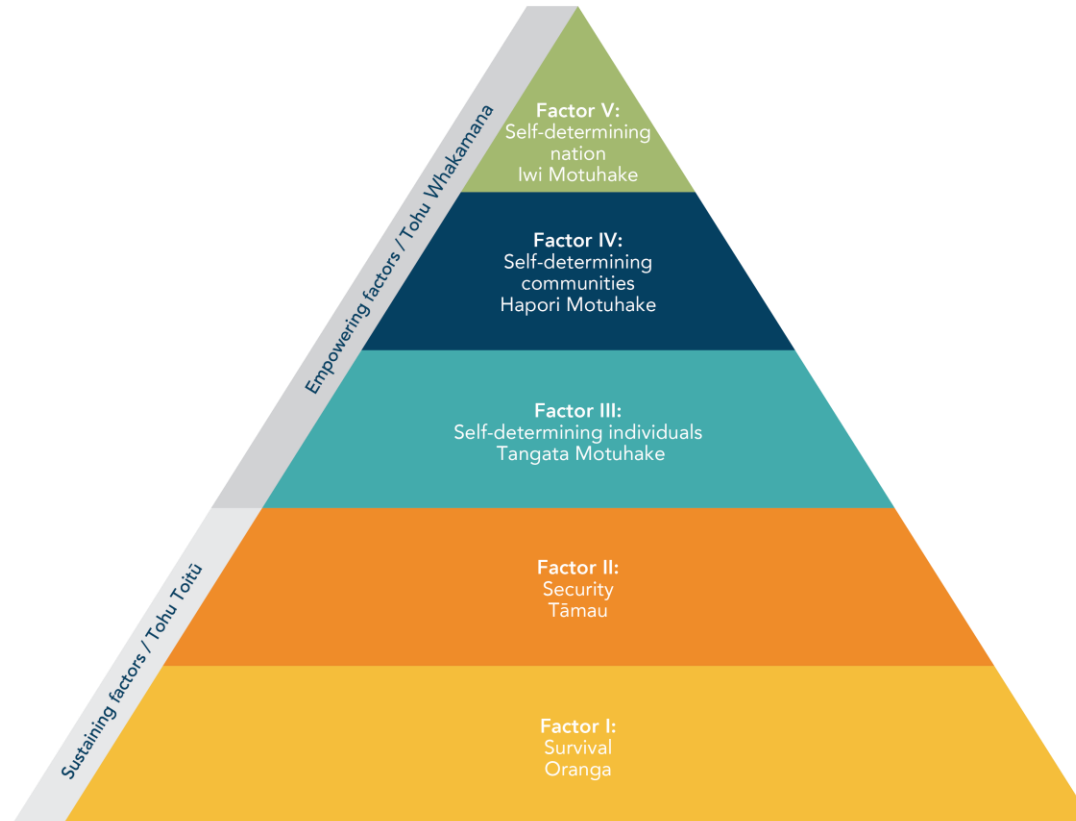 Factor V:
Self-determining
nation
Iwi Motuhake
Empowering factors / Tohu Whakamana
Factor IV:
Self-determining
communities
Hapori Motuhake
Factor III:
Self-determining individuals
Tangata Motuhake
Sustaining factors / Tohu Toitū
Factor II:
Security
Tāmau
Factor I:
Survival
Oranga